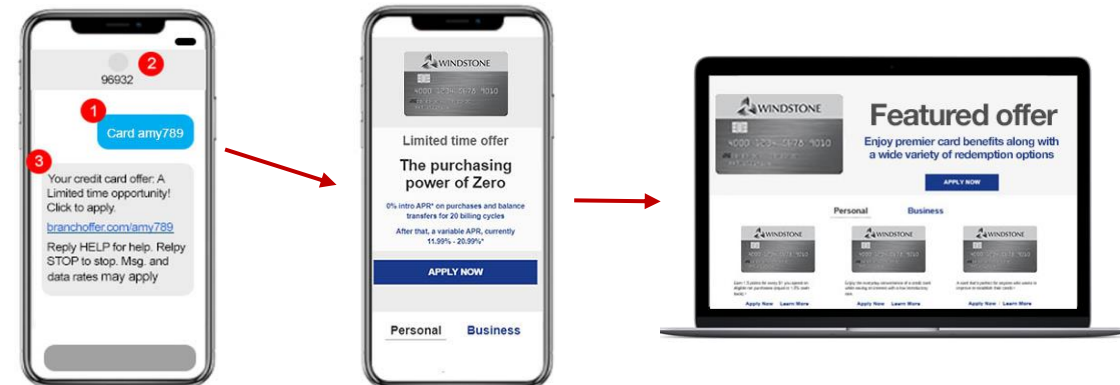 2
96932
1
Card amy789
3
Your credit card offer: A
Limited time opportunity!
Click to apply.
branchoffer.com/amy789
Reply HELP for help. Relpy
STOP to stop. Msg. and
data rates may apply
WINDSTONE
4000 1234 5678 9010
Limited time offer
The purchasing
power of Zero
0% intro APR* on purchases and balance
transfers for 20 billing cycles
After that, a variable APR, currently
11.99% - 20.99%*
APPLY NOW
Personal Business
WINDSTONE
4000 1234 5678 9010
Featured offer
Enjoy premier card benefits along with
a wide variety of redemption options
APPLY NOW
Personal Business
WINDSTONE WINDSTONE WINDSTONE
Apply Now | Learn More Apply Now | Learn More Apply Now | Learn More